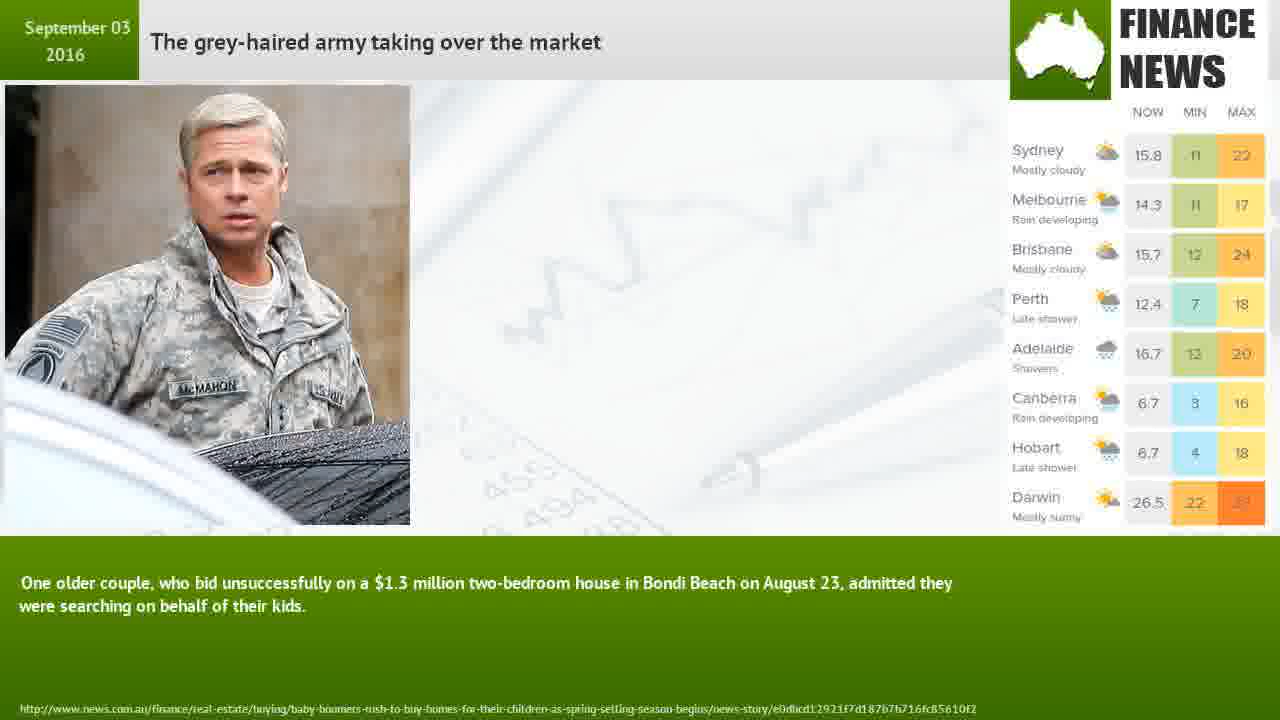 September 03
2016
The grey-haired army taking over the market
FINANCE
NEWS
NOW MIN MAX
Sydney
Mostly cloudy
15.8 11 22
Melbourne
Rain developing
14.3 11 17
Brisbane
Mostly cloudy
15.7 12 24
Perth
Late shower
12.4 7 18
Adelaide
Showers
16.7 12 20
Canberra
Rain developing
6.7 3 16
Hobart
Late shower
6.7 4 18
Darwin
Mostly sunny
26.5 22
McMAHON
One older couple, who bid unsuccessfully on a $1.3 million two-bedroom house in Bondi Beach on August 23, admitted they
were searching on behalf of their kids.
http://www.news.com.au/finance/real-estate/buying/baby-boomers-rush-to-buy-homes-for-their-children-as-spring-selling-season-begins/news-story/e0dbcd12921f7d187b7b716fc85610f2